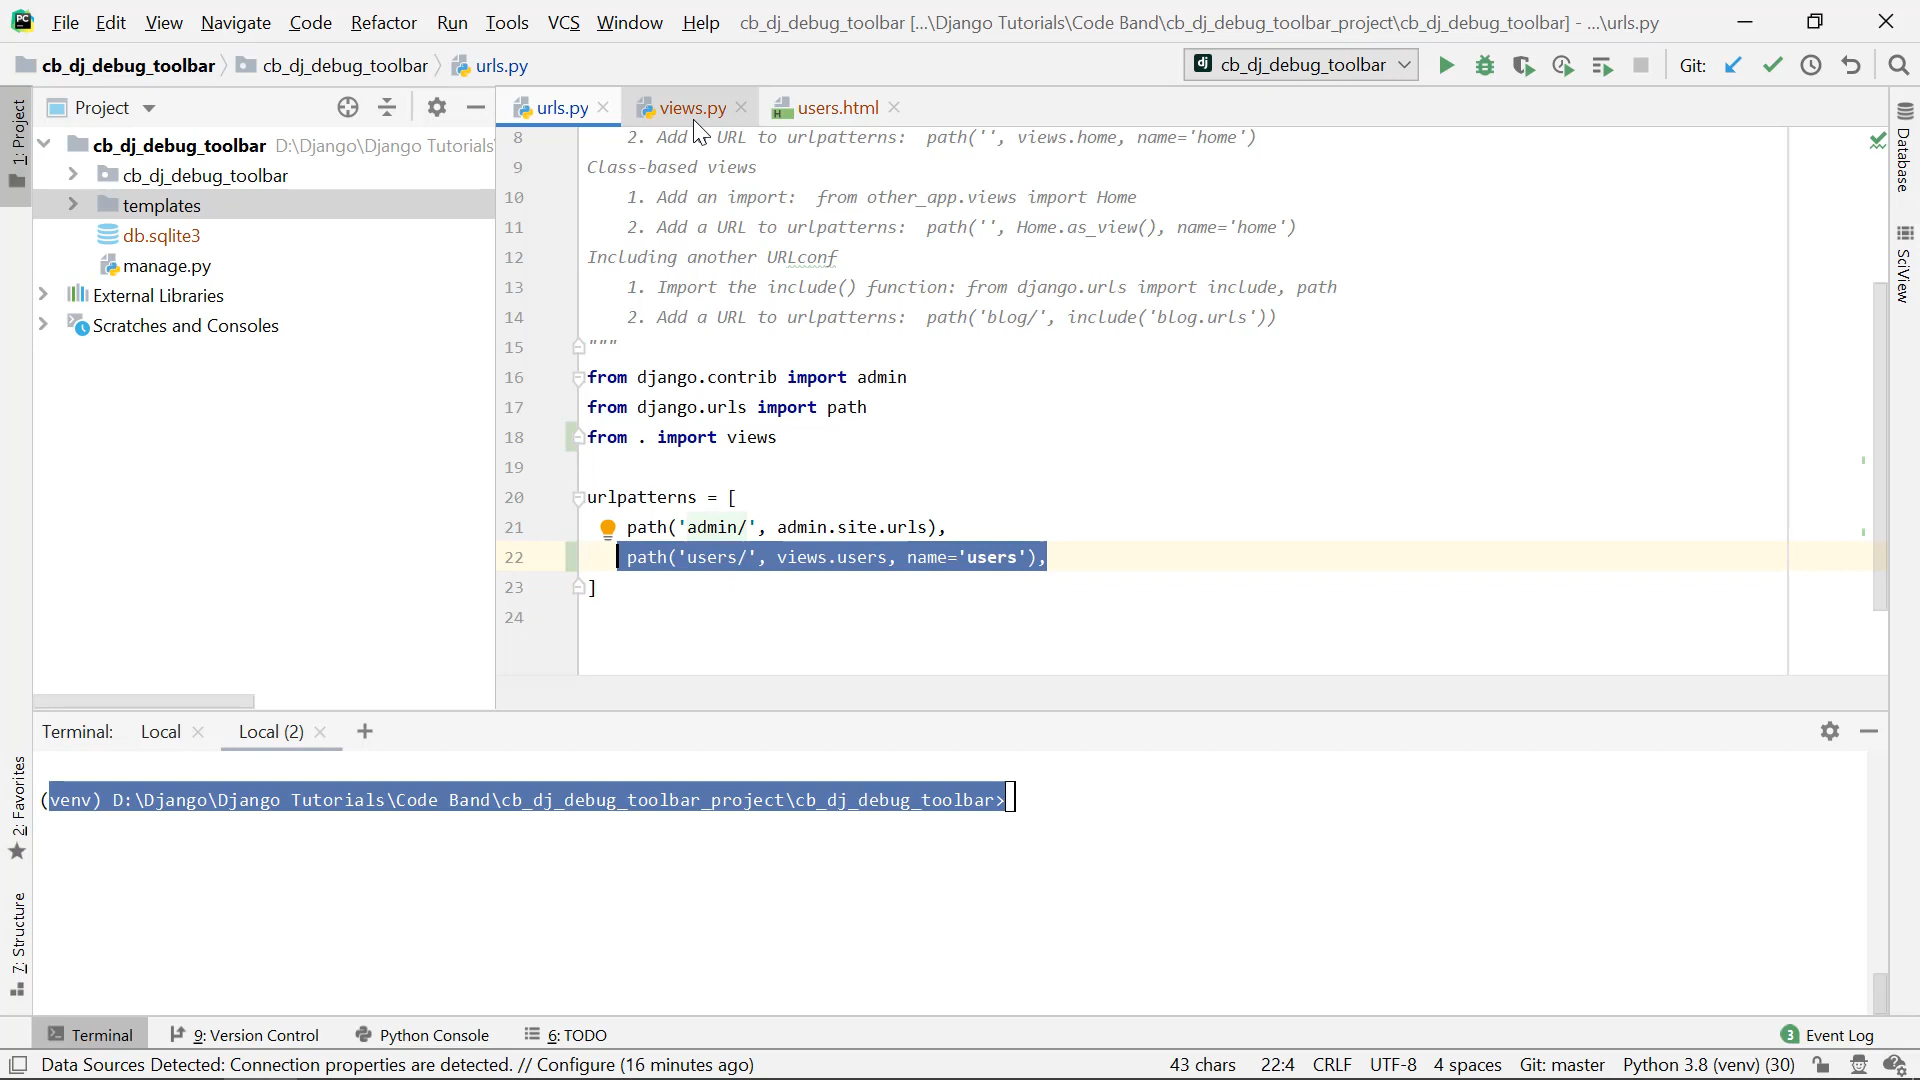 File Edit View Navigate Code Refactor Run Tools VCS Window Help cb_dj_debug_toolbar [...\Django Tutorials\Code Band\cb_dj_debug_toolbar_project\cb_dj_debug_toolbar] - ...\urls.py
cb_dj_debug_toolbar cb_dj_debug_toolbar urls.py dj cb_dj_debug_toolbar Git:
1: Project
Project
urls.py views.py users.html
cb_dj_debug_toolbar D:\Django\Django Tutorials
cb_dj_debug_toolbar
templates
db.sqlite3
manage.py
External Libraries
Scratches and Consoles
8 2. Add URL to urlpatterns: path('', views.home, name='home')
9 Class-based views
10 1. Add an import: from other_app.views import Home
11 2. Add a URL to urlpatterns: path('', Home.as_view(), name='home')
12 Including another URLconf
13 1. Import the include() function: from django.urls import include, path
14 2. Add a URL to urlpatterns: path('blog/', include('blog.urls'))
15 """
16 from django.contrib import admin
17 from django.urls import path
18 from . import views
19
20 urlpatterns = [
21 path('admin/', admin.site.urls),
22 path('users/', views.users, name='users'),
23 ]
24
Database
SciView
Terminal: Local Local (2)
(venv) D:\Django\Django Tutorials\Code Band\cb_dj_debug_toolbar_project\cb_dj_debug_toolbar>
2: Favorites
7: Structure
Terminal 9: Version Control Python Console 6: TODO 3 Event Log
Data Sources Detected: Connection properties are detected. // Configure (16 minutes ago) 43 chars 22:4 CRLF UTF-8 4 spaces Git: master Python 3.8 (venv) (30)